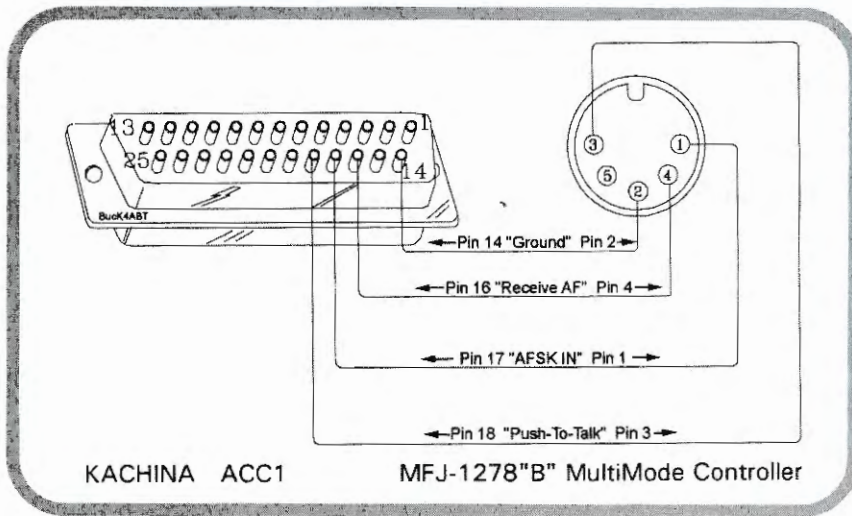 13 1
25 14
BucK4ABT
3 1
5 4
2
Pin 14 "Ground" Pin 2
Pin 16 "Receive AF" Pin 4
Pin 17 "AFSK IN" Pin 1
Pin 18 "Push-To-Talk" Pin 3
KACHINA ACC1 MFJ-1278"B" MultiMode Controller